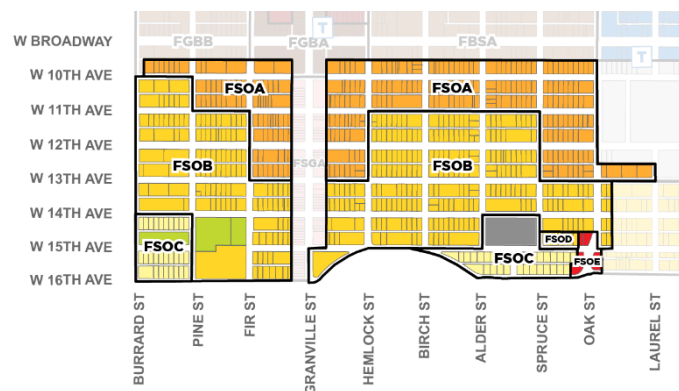 T
W BROADWAY
FGBB
FGBA
FBSA
T
W 10TH AVE
FSOA
FSOA
W 11TH AVE
W 12TH AVE
FSOB
FSGA
FSOB
W 13TH AVE
W 14TH AVE
W 15TH AVE
FSOC
FSOD
FSOC
FSOE
W 16TH AVE
BURRARD ST
PINE ST
FIR ST
GRANVILLE ST
HEMLOCK ST
BIRCH ST
ALDER ST
SPRUCE ST
OAK ST
LAUREL ST